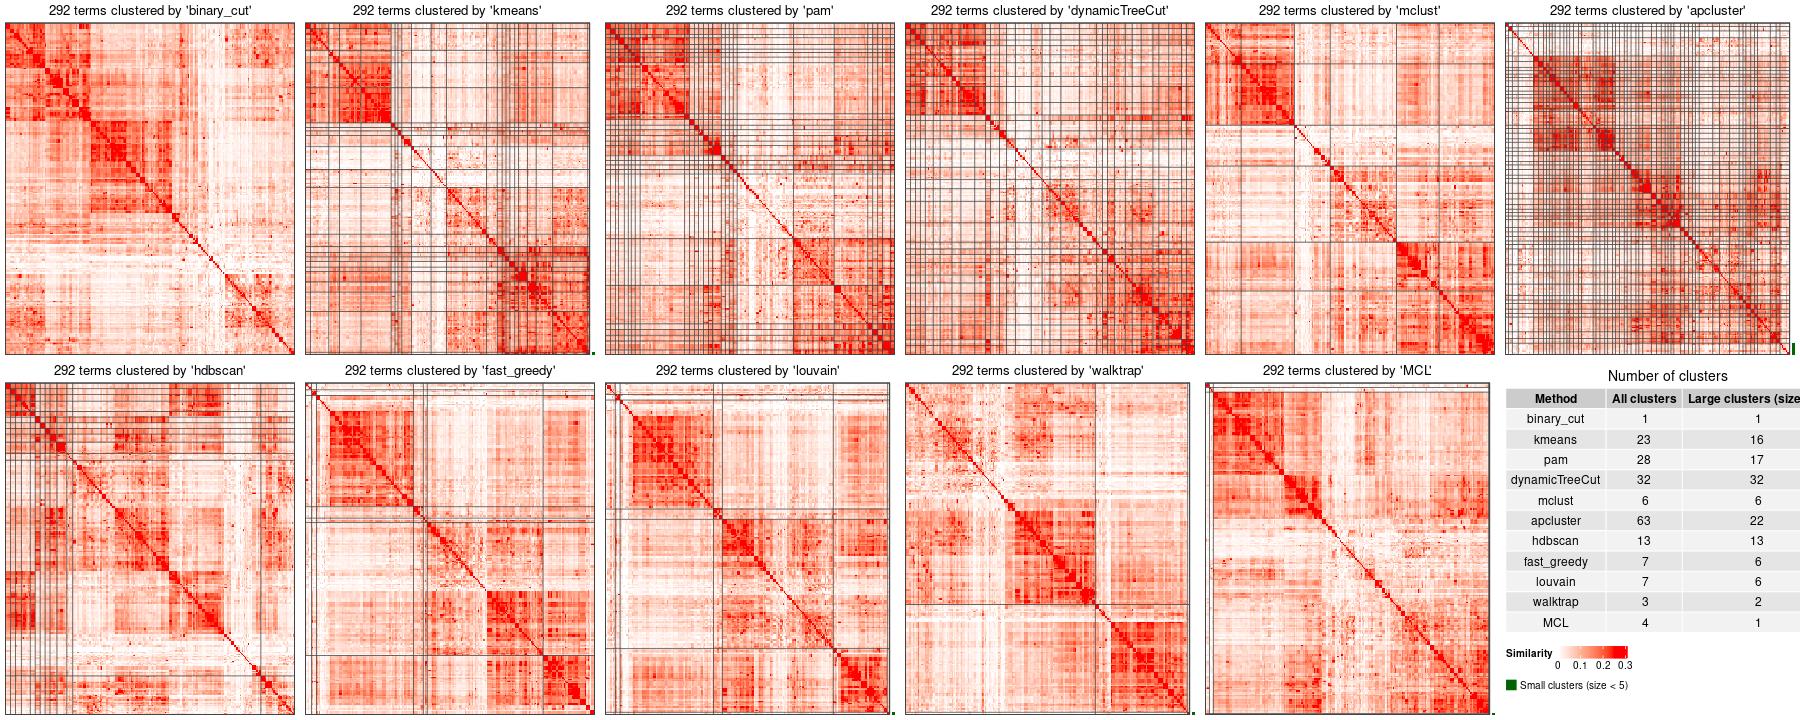 292 terms clustered by 'binary_cut'
292 terms clustered by 'kmeans'
292 terms clustered by 'pam'
292 terms clustered by 'dynamicTreeCut'
292 terms clustered by 'mclust'
292 terms clustered by 'apcluster'
292 terms clustered by 'hdbscan'
292 terms clustered by 'fast_greedy'
292 terms clustered by 'louvain'
292 terms clustered by 'walktrap'
292 terms clustered by 'MCL'
Number of clusters
Method All clusters Large clusters (size
binary_cut 1 1
kmeans 23 16
pam 28 17
dynamicTreeCut 32 32
mclust 6 6
apcluster 63 22
hdbscan 13 13
fast_greedy 7 6
louvain 7 6
walktrap 3 2
MCL 4 1
Similarity
0 0.1 0.2 0.3
Small clusters (size < 5)